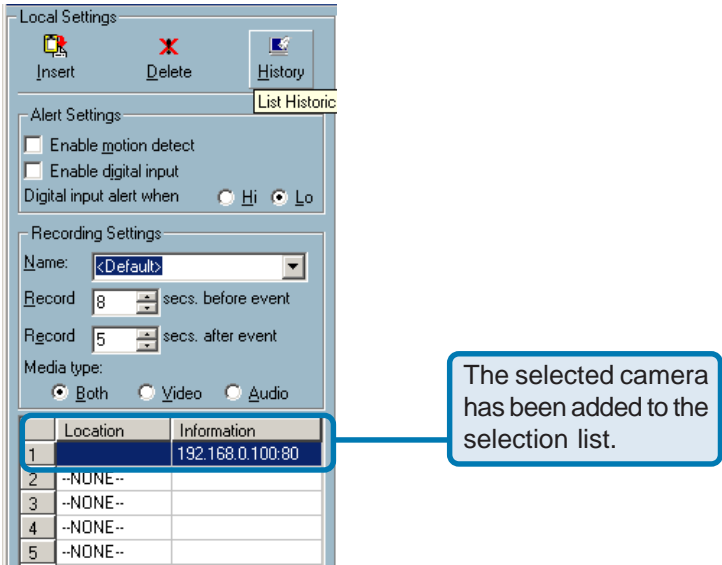 Local Settings
Insert Delete History
List Historic
Alert Settings
Enable motion detect
Enable digital input
Digital input alert when Hi Lo
Recording Settings
Name: <Default>
Record 8 secs. before event
Record 5 secs. after event
Media type:
Both Video Audio
Location Information
1 192.168.0.100:80
2 --NONE--
3 --NONE--
4 --NONE--
5 --NONE--
The selected camera
has been added to the
selection list.